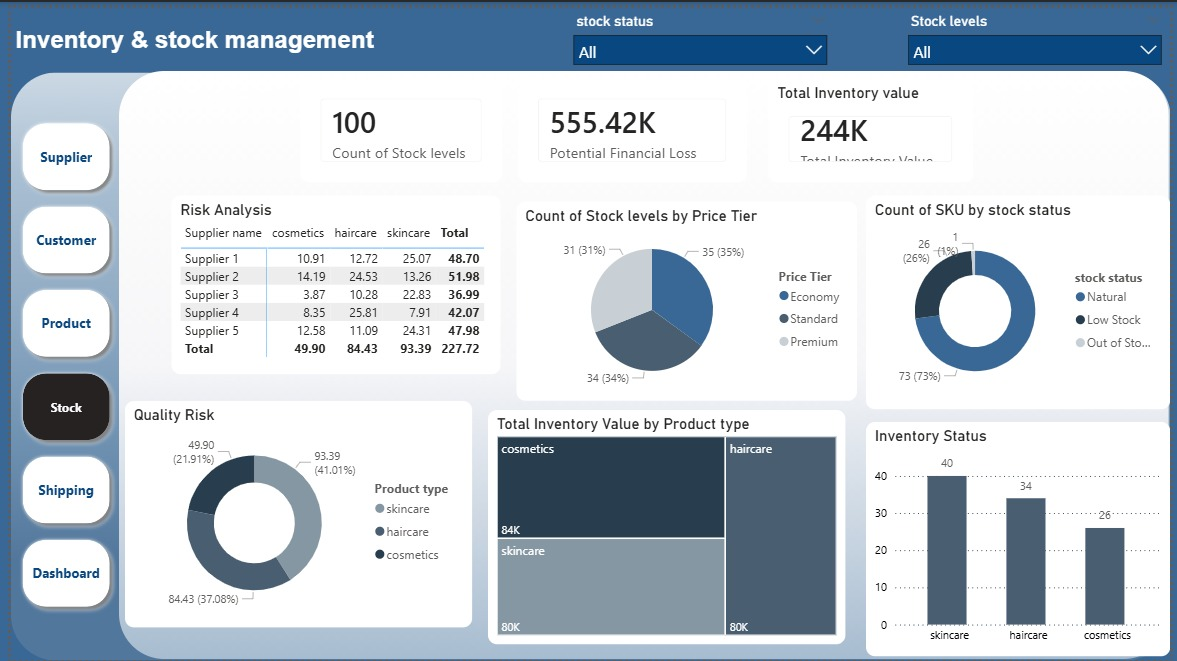 Inventory & stock management
stock status
All
Stock levels
All
Supplier
Customer
Product
Stock
Shipping
Dashboard
100
Count of Stock levels
555.42K
Potential Financial Loss
Total Inventory value
244K
Total Inventory Value
Risk Analysis
Supplier name cosmetics haircare skincare Total
Supplier 1 10.91 12.72 25.07 48.70
Supplier 2 14.19 24.53 13.26 51.98
Supplier 3 3.87 10.28 22.83 36.99
Supplier 4 8.35 25.81 7.91 42.07
Supplier 5 12.58 11.09 24.31 47.98
Total 49.90 84.43 93.39 227.72
Count of Stock levels by Price Tier
31 (31%)
35 (35%)
34 (34%)
Price Tier
Economy
Standard
Premium
Count of SKU by stock status
1
(1%)
26
(26%)
73 (73%)
stock status
Natural
Low Stock
Out of Sto...
Quality Risk
49.90
(21.91%)
93.39
(41.01%)
84.43 (37.08%)
Product type
skincare
haircare
cosmetics
Total Inventory Value by Product type
cosmetics
84K
skincare
80K
haircare
80K
Inventory Status
40
30
20
10
0
40
34
26
skincare
haircare
cosmetics